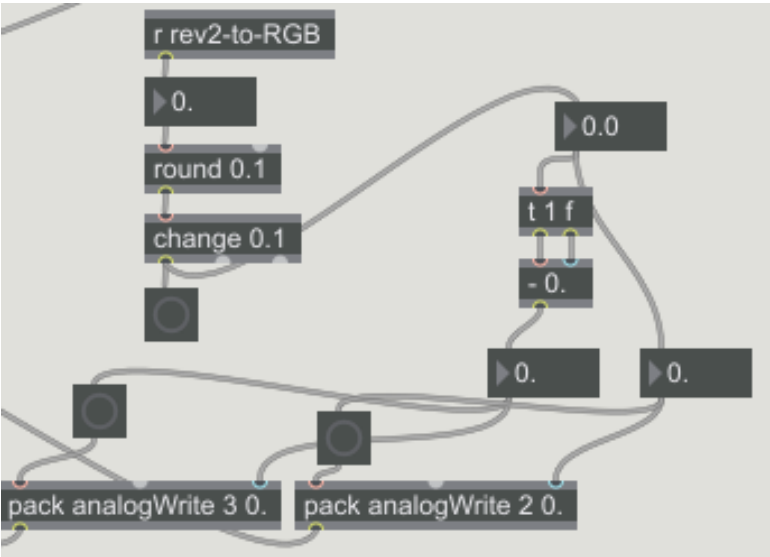 r rev2-to-RGB
0.
round 0.1
change 0.1
0.0
t 1 f
- 0.
0.
0.
pack analogWrite 3 0.
pack analogWrite 2 0.